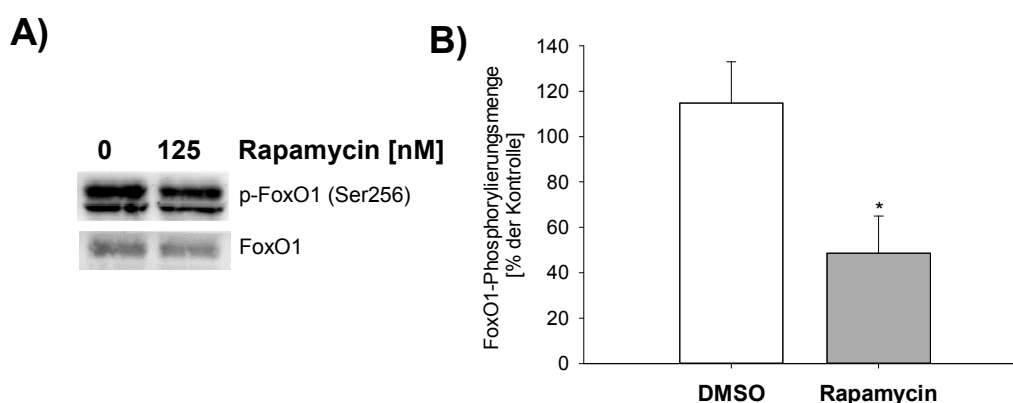 A)
0 125 Rapamycin [nM]
p-FoxO1 (Ser256)
FoxO1
B)
FoxO1-Phosphorylierungsmenge
[% der Kontrolle]
140
120
100
80
60
40
20
0
*
DMSO Rapamycin